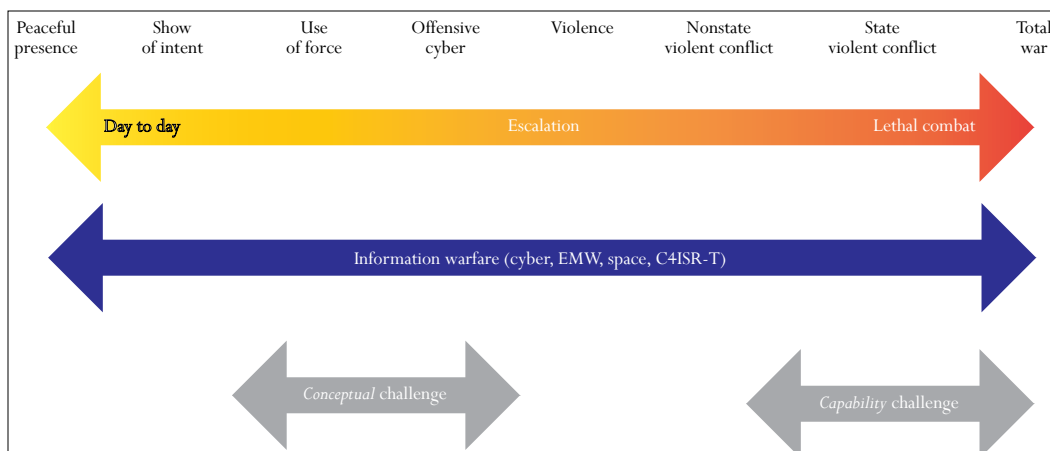 Peaceful presence
Show of intent
Use of force
Offensive cyber
Violence
Nonstate violent conflict
State violent conflict
Total war
Day to day
Escalation
Lethal combat
Information warfare (cyber, EMW, space, C4ISR-T)
Conceptual challenge
Capability challenge